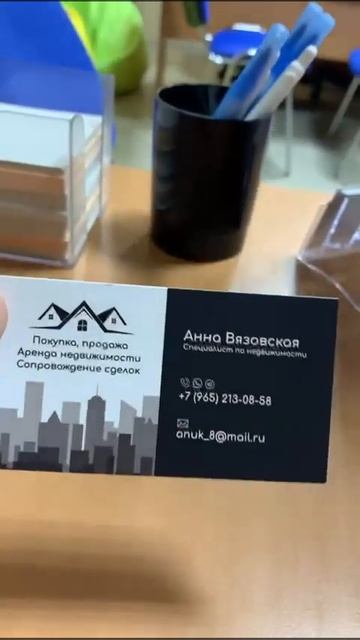 Покупка, продажа
Аренда недвижимости
Сопровождение сделок
Анна Вязовская
Специалист по недвижимости
+7 (965) 213-08-58
anuk_8@mail.ru